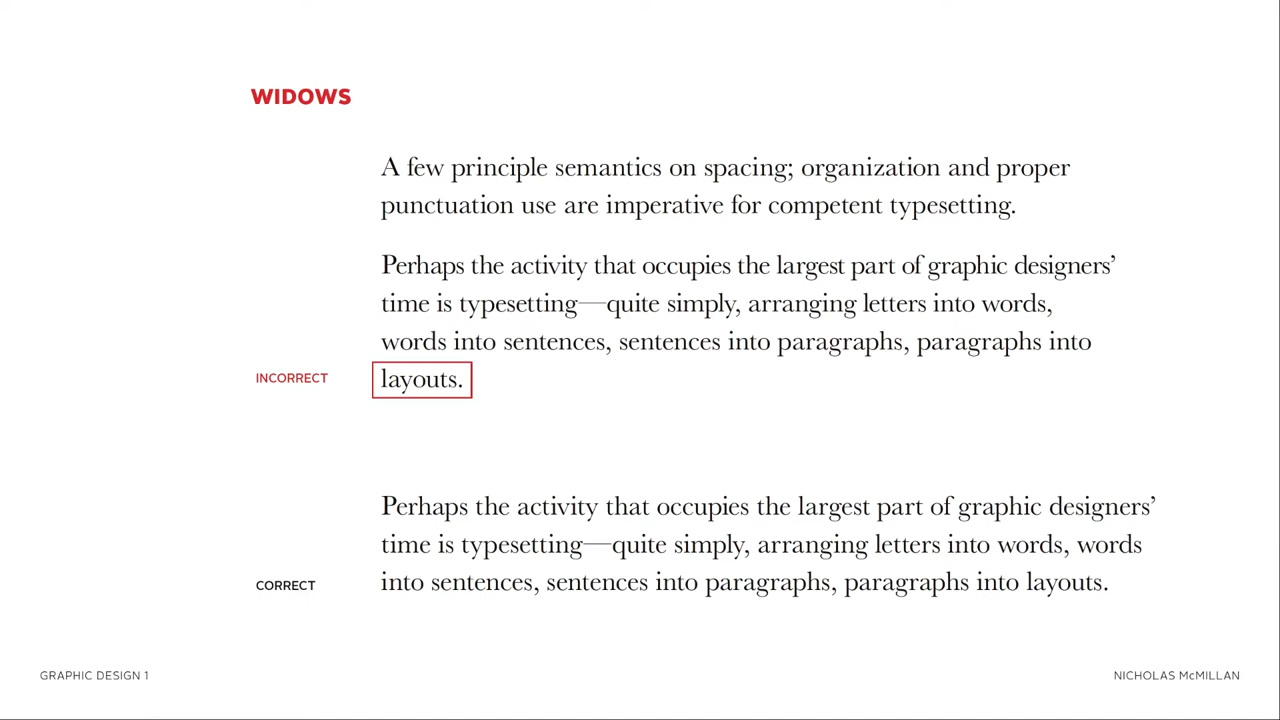 WIDOWS
A few principle semantics on spacing; organization and proper
punctuation use are imperative for competent typesetting.
Perhaps the activity that occupies the largest part of graphic designers’
time is typesetting—quite simply, arranging letters into words,
words into sentences, sentences into paragraphs, paragraphs into
INCORRECT layouts.
Perhaps the activity that occupies the largest part of graphic designers’
time is typesetting—quite simply, arranging letters into words, words
CORRECT into sentences, sentences into paragraphs, paragraphs into layouts.
GRAPHIC DESIGN 1
NICHOLAS McMILLAN